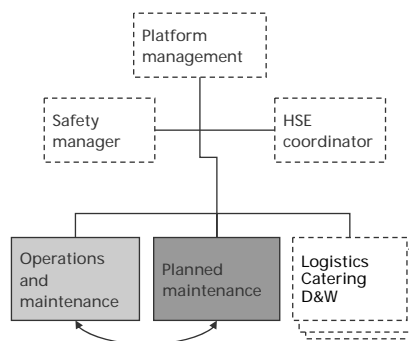 Platform
management
Safety
manager
HSE
coordinator
Operations
and
maintenance
Planned
maintenance
Logistics
Catering
D&W